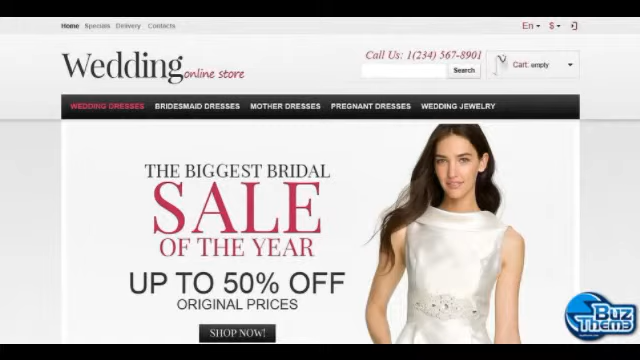 Home Specials Delivery Contacts
En $
Wedding online store
Call Us: 1(234) 567-8901
Search
Cart: empty
WEDDING DRESSES BRIDESMAID DRESSES MOTHER DRESSES PREGNANT DRESSES WEDDING JEWELRY
THE BIGGEST BRIDAL
SALE
OF THE YEAR
UP TO 50% OFF
ORIGINAL PRICES
SHOP NOW!
Buz
Theme